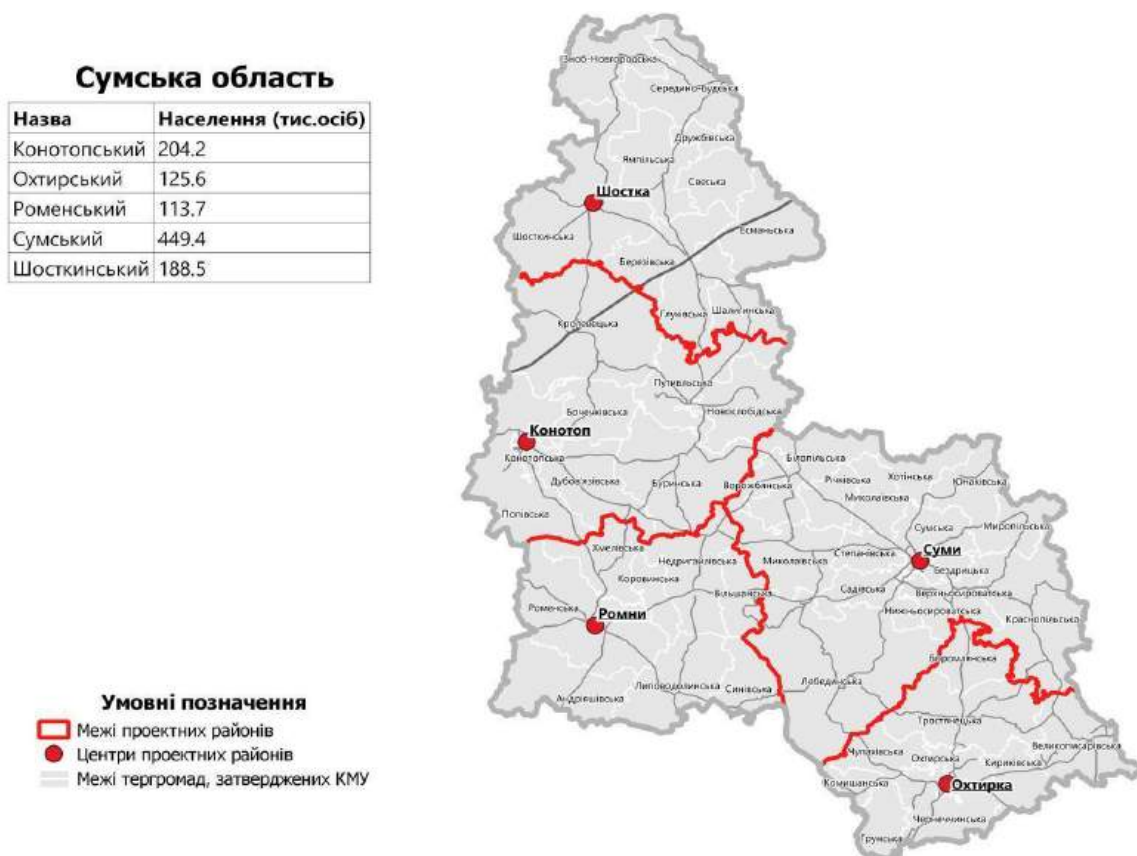 Сумська область
Назва Населення (тис.осіб)
Конотопський 204.2
Охтирський 125.6
Роменський 113.7
Сумський 449.4
Шосткинський 188.5
Зноб-Новгородська
Середино-Будська
Дружбівська
Ямпільська
Свеська
Шостка
Шосткинська
Есманьська
Березівська
Глухівська
Шалигинська
Кролевецька
Путивльська
Новослобідська
Бочечківська
Конотоп
Конотопська
Дубов'язівська
Буринська
Попівська
Білопільська
Ворожбянська
Річківська
Хотінська
Миколаївська
Юнаківська
Сумська
Миропільська
Хмелівська
Недригайлівська
Миколаївська
Степанівська
Суми
Бездрицька
Коровинська
Вільшанська
Садівська
Верхньосироватська
Роменська
Ромни
Нижньосироватська
Краснопільська
Боромлянська
Андріяшівська
Липоводолинська
Синівська
Лебединська
Тростянецька
Чупахівська
Охтирська
Кириківська
Великописарівська
Комишанська
Охтирка
Чернеччинська
Грунська
Умовні позначення
Межі проектних районів
Центри проектних районів
Межі тергромад, затверджених КМУ